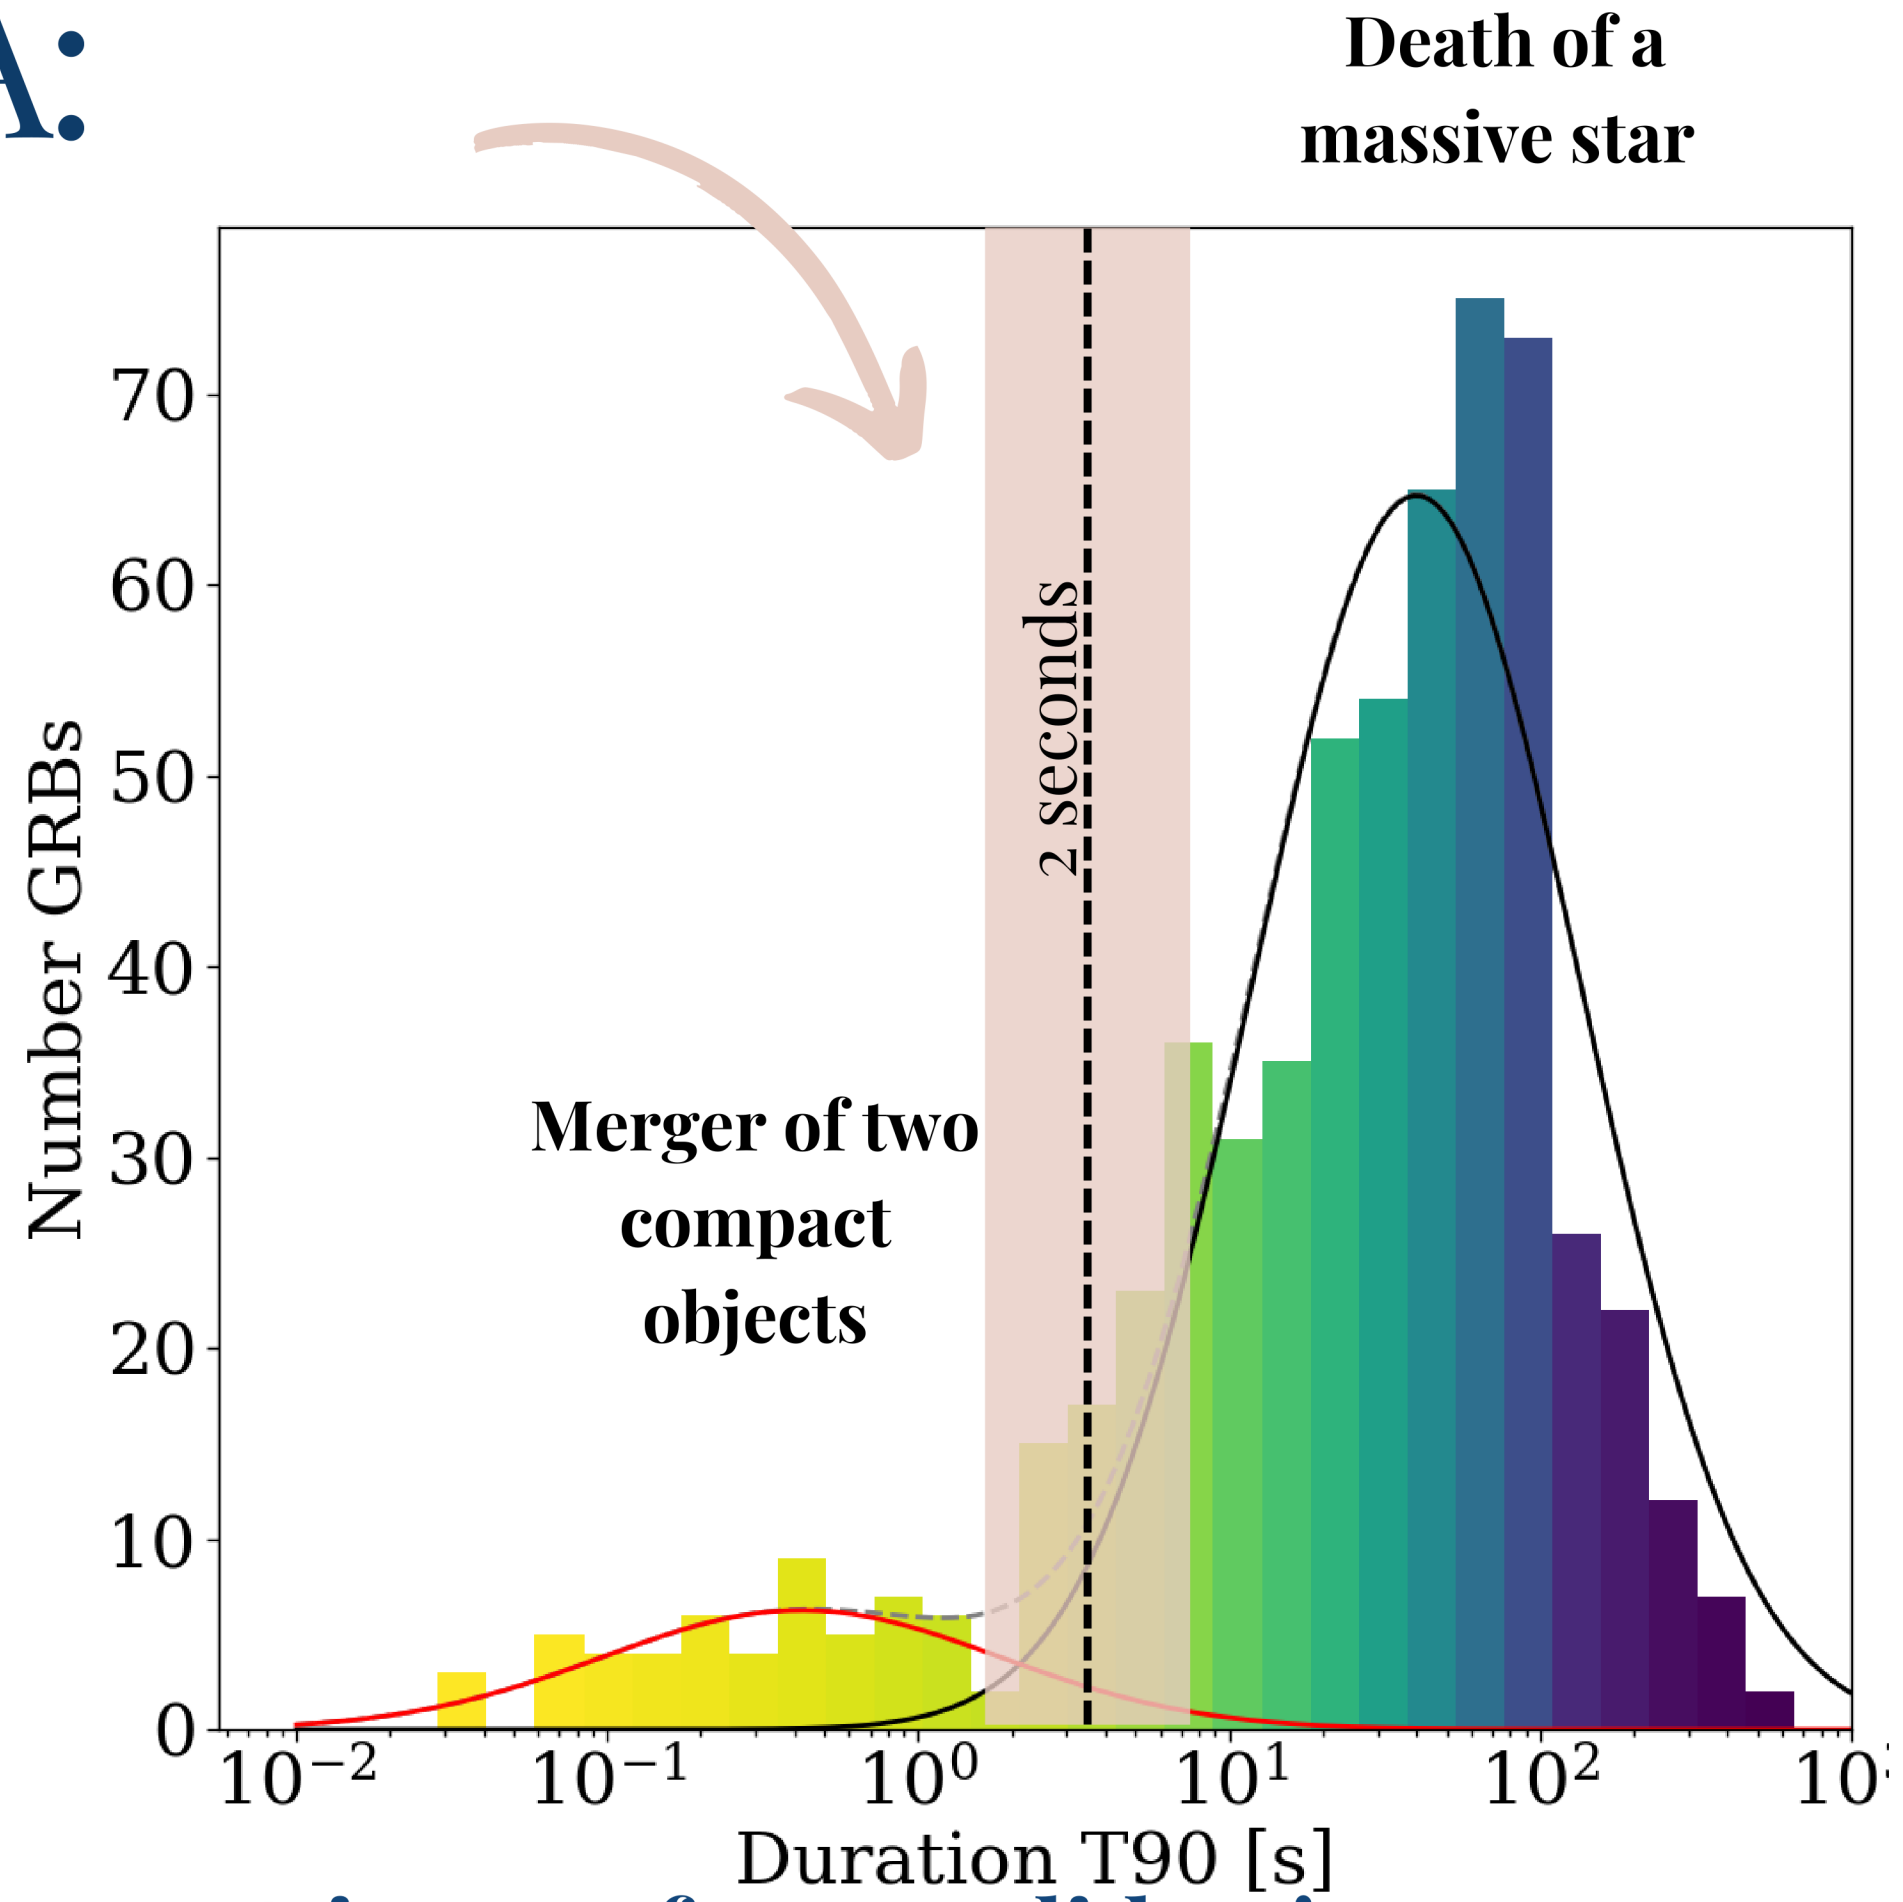 A:
Death of a
massive star
70
60
50
40
30
20
10
0
Number GRBs
2 seconds
Merger of two
compact
objects
10⁻²
10⁻¹
10⁰
10¹
10²
Duration T90 [s]